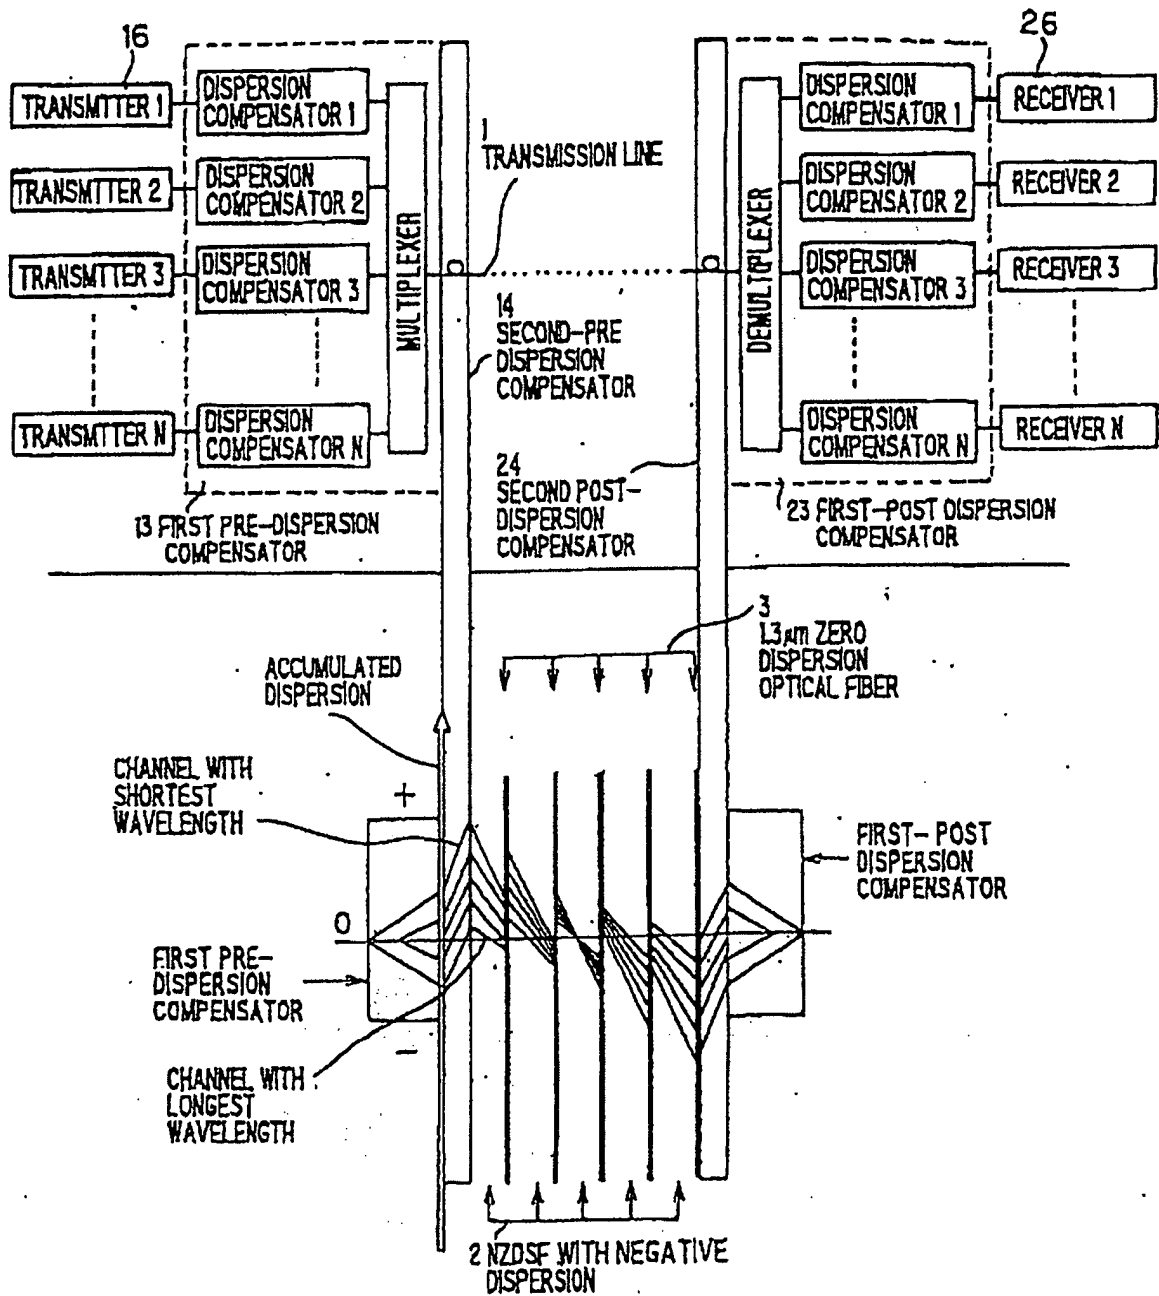 16
26
TRANSMTTER 1
DISPERSION
COMPENSATOR 1
TRANSMTTER 2
DISPERSION
COMPENSATOR 2
TRANSMTTER 3
DISPERSION
COMPENSATOR 3
TRANSMTTER N
DISPERSION
COMPENSATOR N
MULTIPLEXER
1
TRANSMISSION LINE
14
SECOND-PRE
DISPERSION
COMPENSATOR
24
SECOND POST-
DISPERSION
COMPENSATOR
DEMULTIPLEXER
DISPERSION
COMPENSATOR 1
RECEIVER 1
DISPERSION
COMPENSATOR 2
RECEIVER 2
DISPERSION
COMPENSATOR 3
RECEIVER 3
DISPERSION
COMPENSATOR N
RECEIVER N
13 FIRST PRE-DISPERSION
COMPENSATOR
23 FIRST-POST DISPERSION
COMPENSATOR
3
1.3 μm ZERO
DISPERSION
OPTICAL FIBER
ACCUMULATED
DISPERSION
CHANNEL WITH
SHORTEST
WAVELENGTH
+
FIRST-POST
DISPERSION
COMPENSATOR
0
FIRST PRE-
DISPERSION
COMPENSATOR
-
CHANNEL WITH
LONGEST
WAVELENGTH
2 NZDSF WITH NEGATIVE
DISPERSION